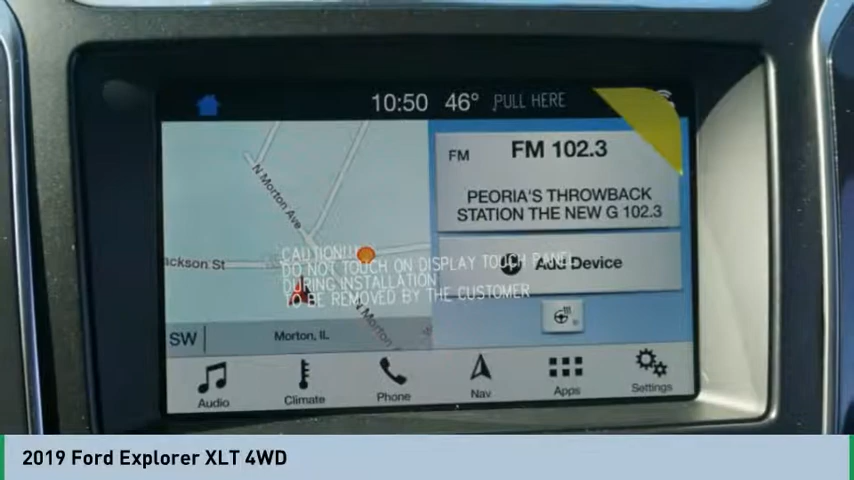 10:50 46° PULL HERE
FM
FM 102.3
PEORIA'S THROWBACK
STATION THE NEW G 102.3
N Morton Ave
ackson St
CAUTION!!
DO NOT TOUCH ON DISPLAY TOUCH PANEL
DURING INSTALLATION
TO BE REMOVED BY THE CUSTOMER
Add Device
N Morton
SW
Morton, IL
Audio
Climate
Phone
Nav
Apps
Settings
2019 Ford Explorer XLT 4WD